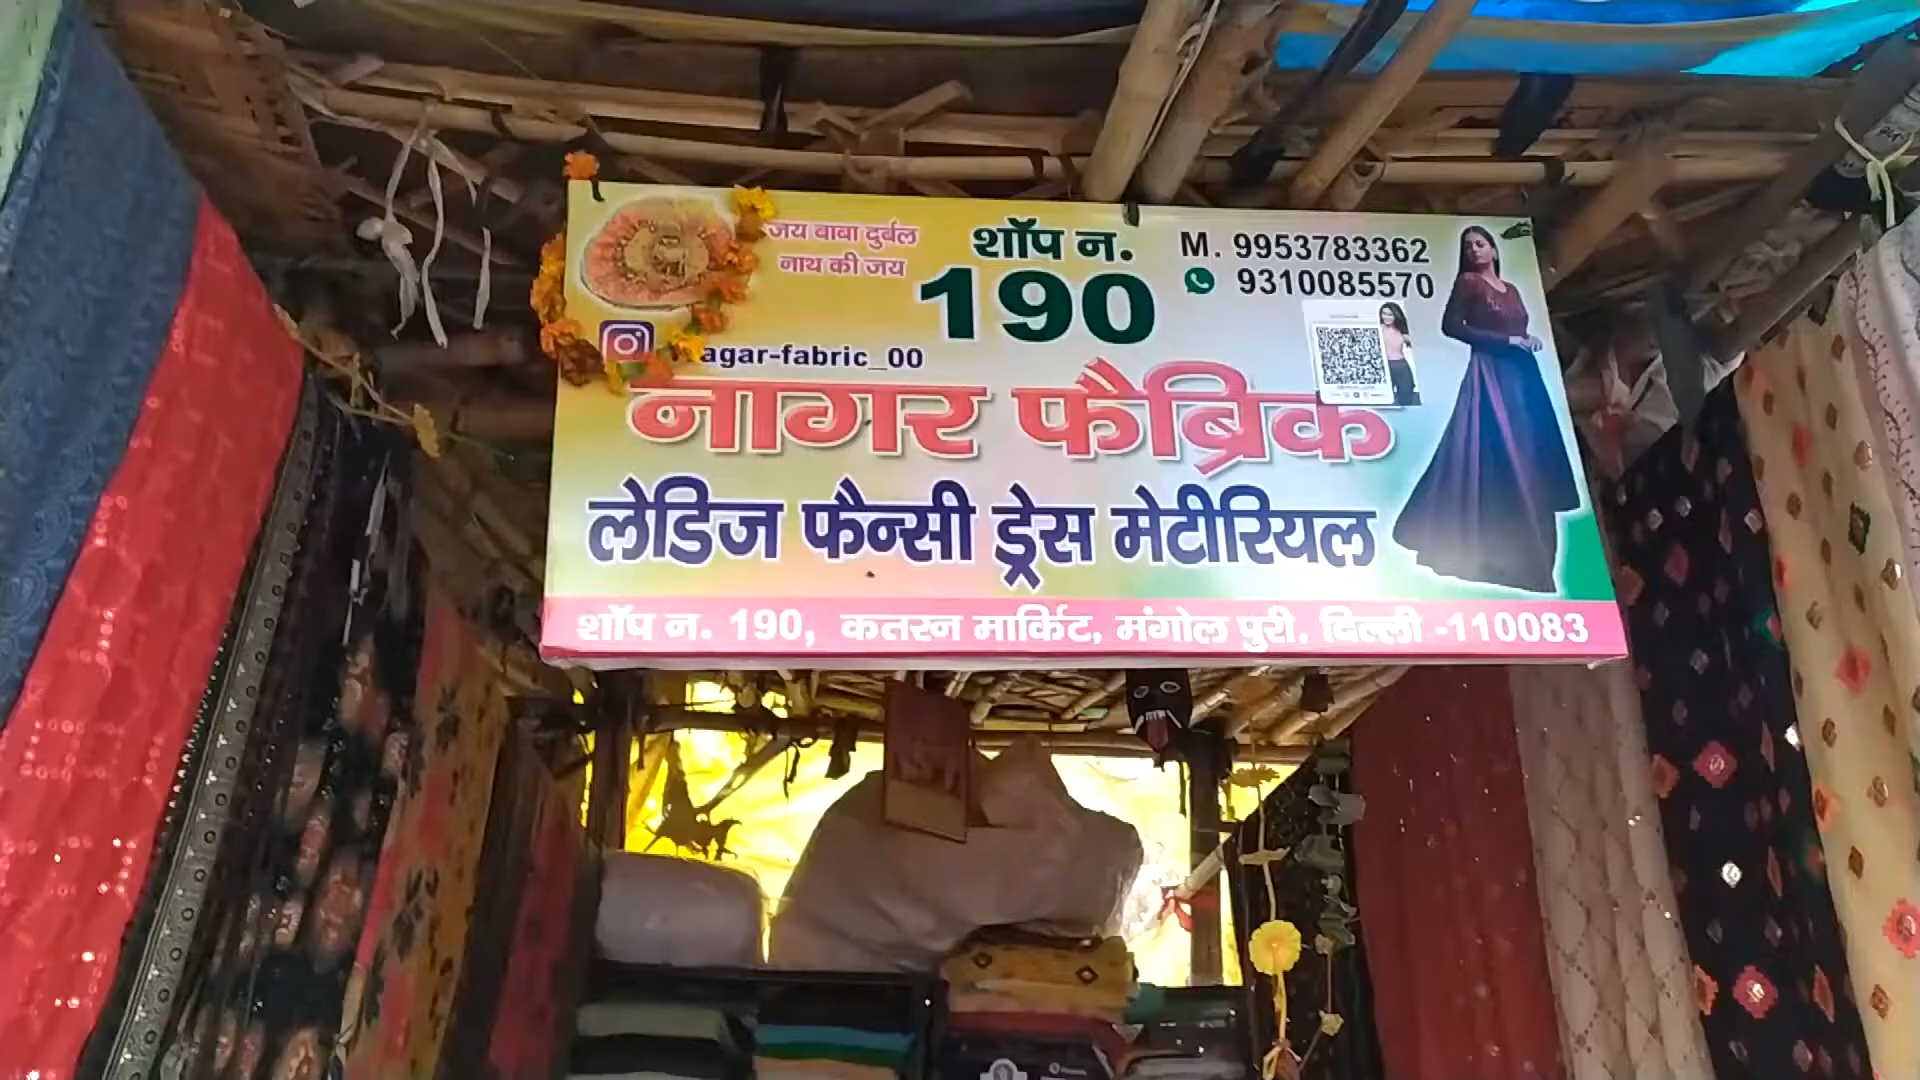 जय बाबा दुर्बल
नाथ की जय
शॉप न.
190
M. 9953783362
9310085570
agar-fabric_00
नागर फैब्रिक
लेडिज फैन्सी ड्रेस मेटीरियल
शॉप न. 190, कतरन मार्किट, मंगोल पुरी, दिल्ली -110083